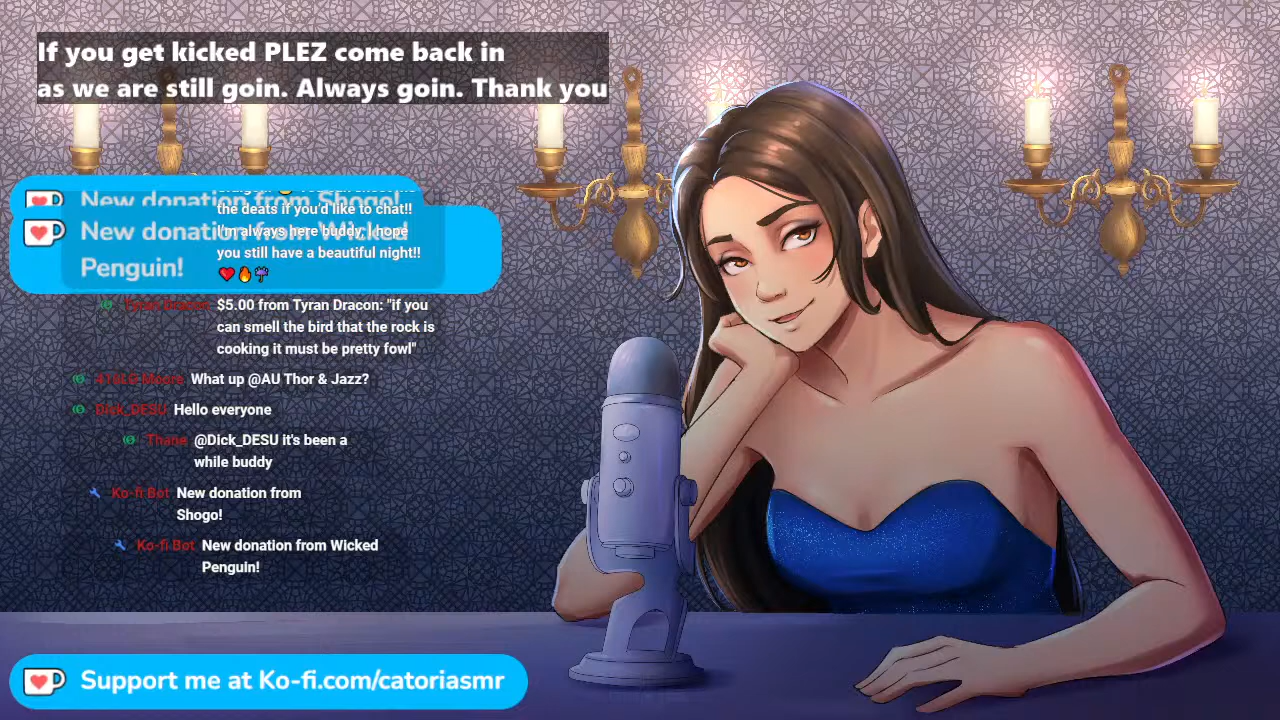 If you get kicked PLEZ come back in
as we are still goin. Always goin. Thank you
New donation from Shogo!
the deats if you'd like to chat!!
New donation from Wicked
I'm always here buddy, I hope
you still have a beautiful night!!
Penguin!
❤️🔥
Tyran Dracon $5.00 from Tyran Dracon: "if you
can smell the bird that the rock is
cooking it must be pretty fowl"
What up @AU Thor & Jazz?
Dick_DESU Hello everyone
Thane @Dick_DESU it's been a
while buddy
Ko-fi Bot New donation from
Shogo!
Ko-fi Bot New donation from Wicked
Penguin!
Support me at Ko-fi.com/catoriasmr